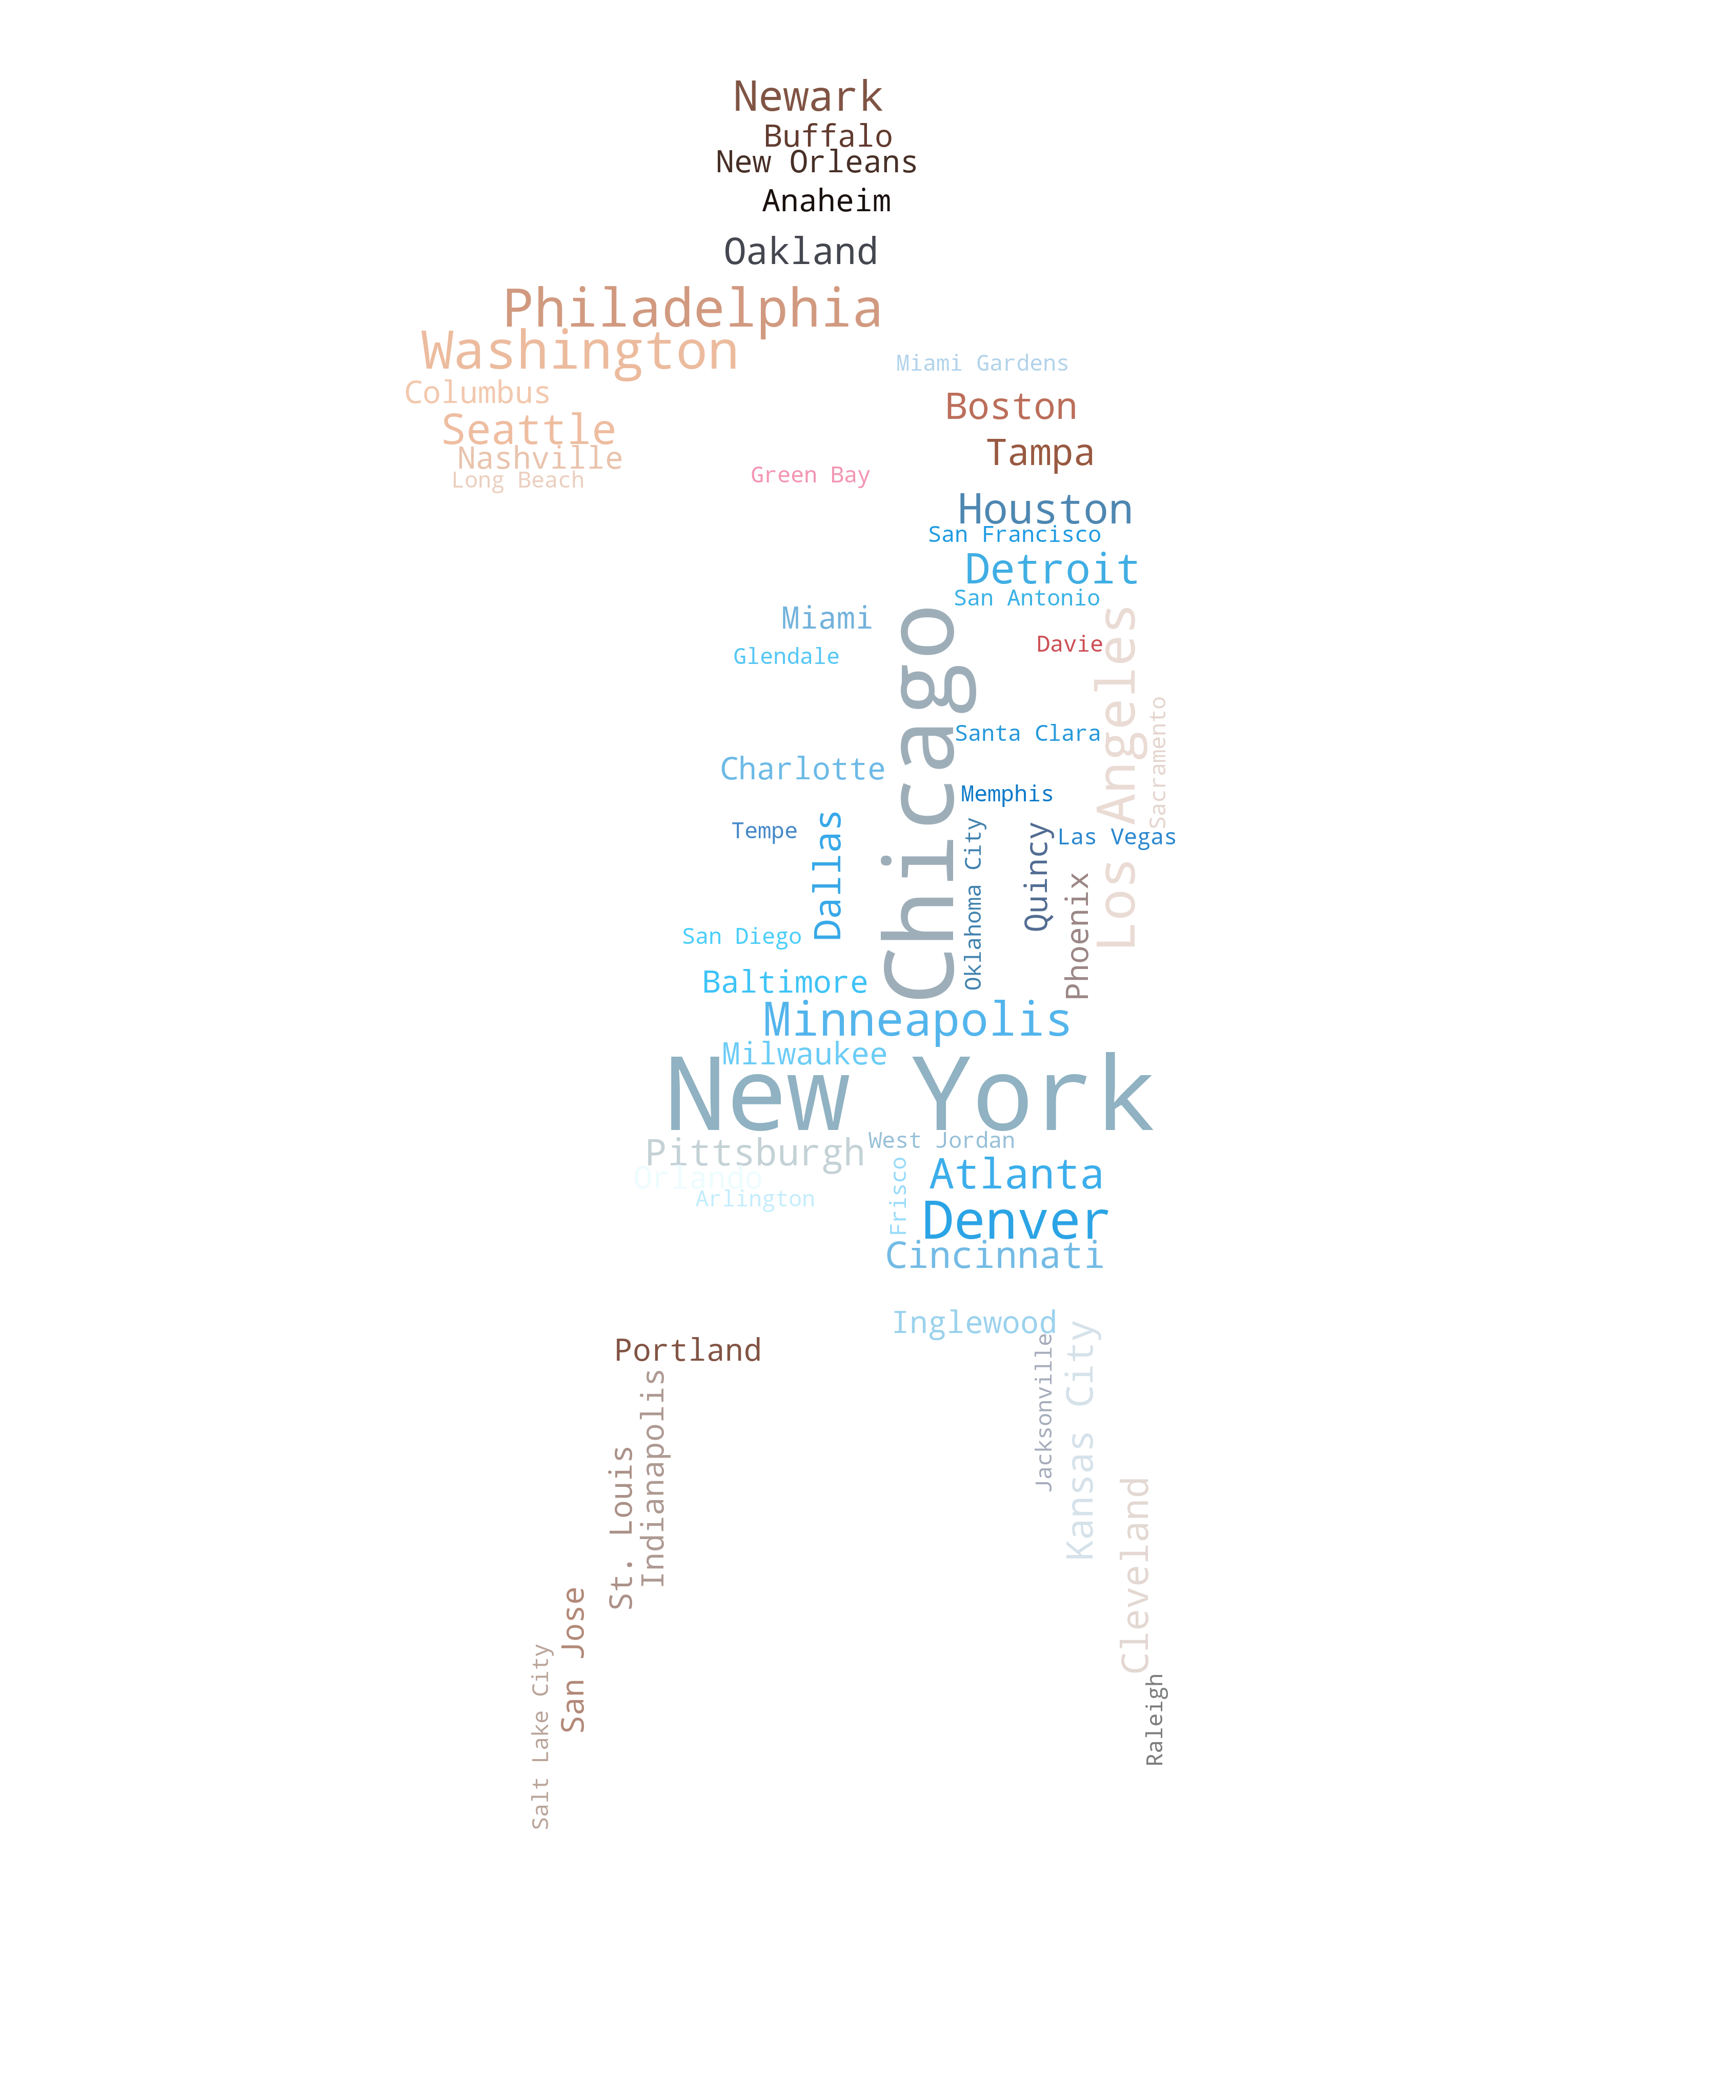 Newark
Buffalo
New Orleans
Anaheim
Oakland
Philadelphia
Washington
Miami Gardens
Columbus
Boston
Seattle
Tampa
Nashville
Green Bay
Long Beach
Houston
San Francisco
Detroit
San Antonio
Miami
Davie
Glendale
Chicago
Los Angeles
Sacramento
Santa Clara
Charlotte
Memphis
Tempe
Las Vegas
Dallas
Oklahoma City
Quincy
Phoenix
San Diego
Baltimore
Minneapolis
Milwaukee
New York
West Jordan
Pittsburgh
Atlanta
Orlando
Arlington
Frisco
Denver
Cincinnati
Inglewood
Portland
Jacksonville
Kansas City
Indianapolis
St. Louis
Cleveland
San Jose
Salt Lake City
Raleigh